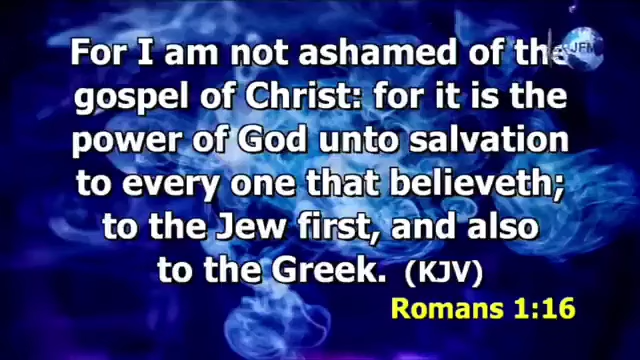 For I am not ashamed of the
gospel of Christ: for it is the
power of God unto salvation
to every one that believeth;
to the Jew first, and also
to the Greek. (KJV)
Romans 1:16
JFM